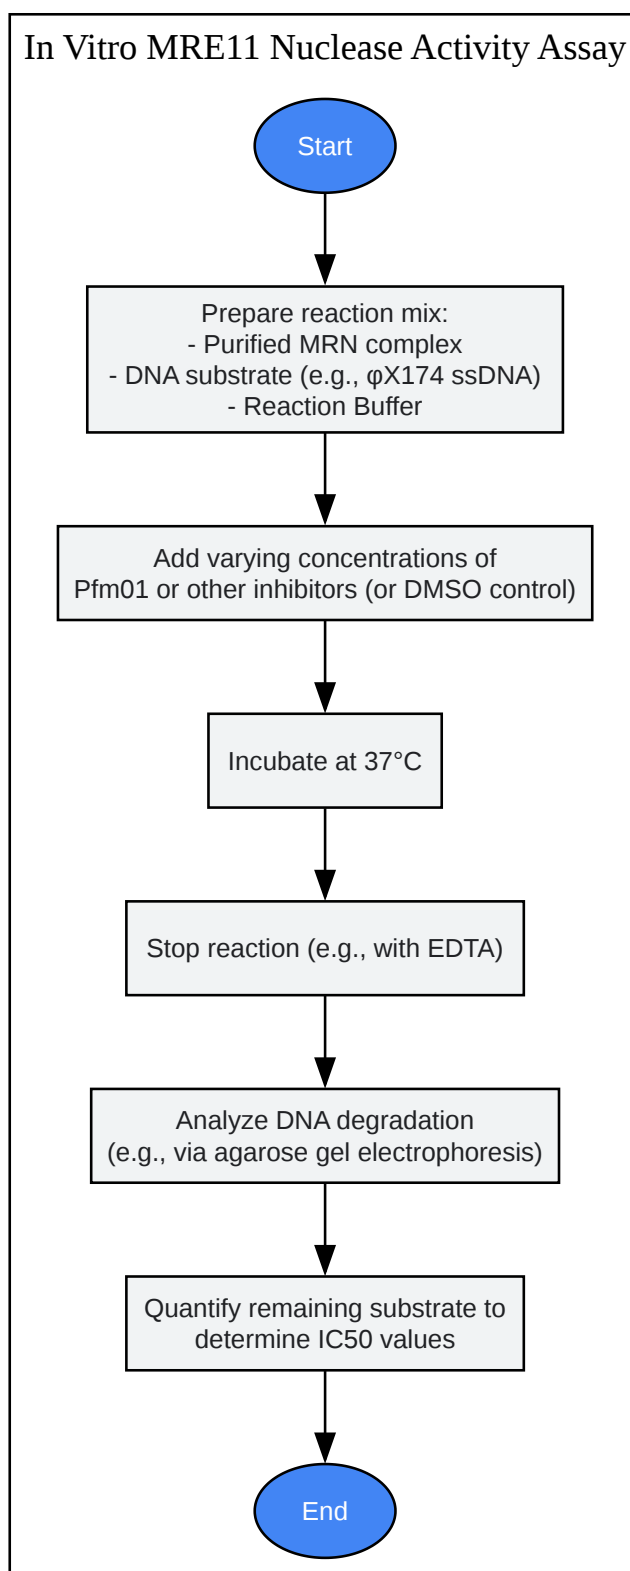 In Vitro MRE11 Nuclease Activity Assay
Start
Prepare reaction mix:
- Purified MRN complex
- DNA substrate (e.g., φX174 ssDNA)
- Reaction Buffer
Add varying concentrations of
Pfm01 or other inhibitors (or DMSO control)
Incubate at 37°C
Stop reaction (e.g., with EDTA)
Analyze DNA degradation
(e.g., via agarose gel electrophoresis)
Quantify remaining substrate to
determine IC50 values
End